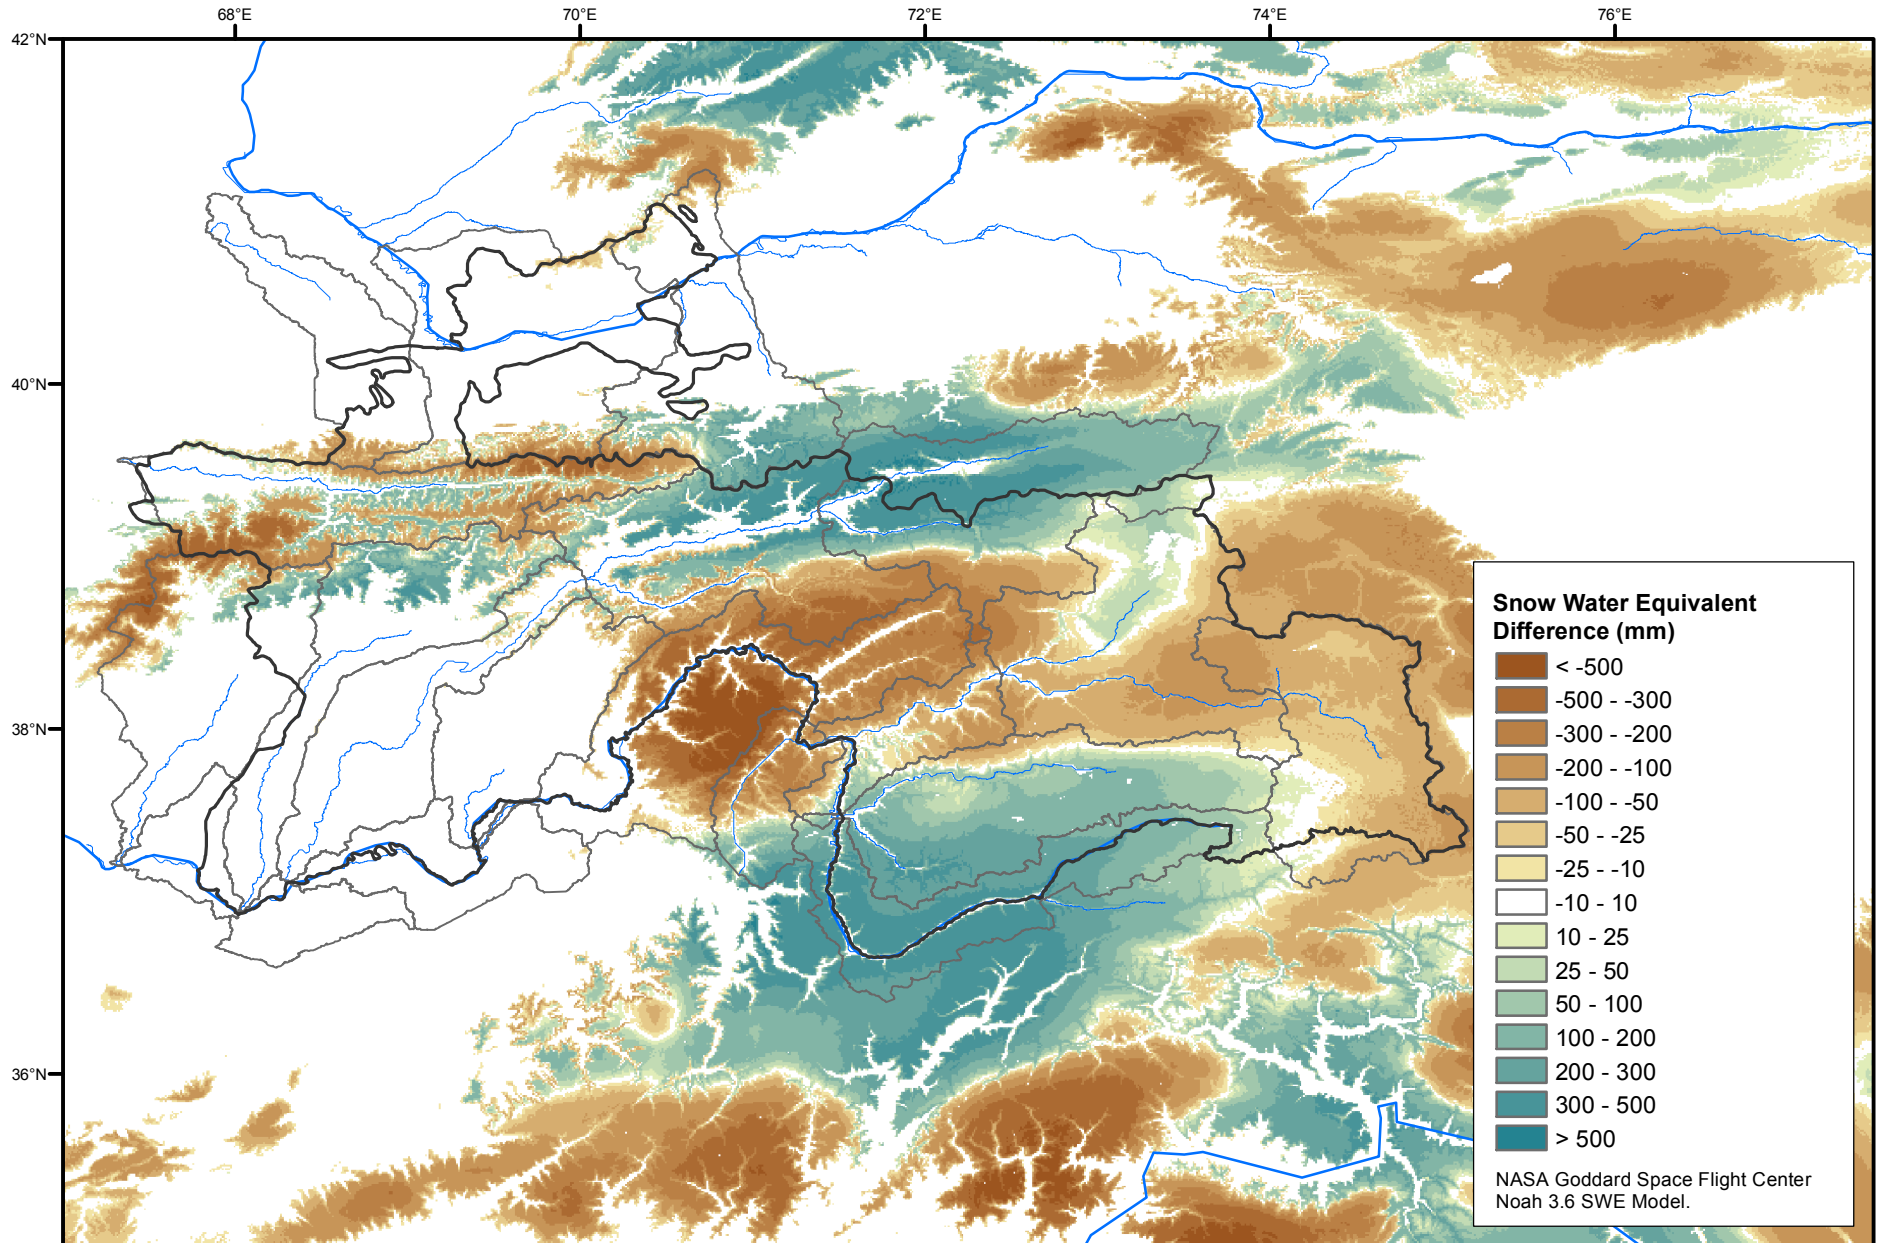 68°E 70°E 72°E 74°E 76°E
42°N
40°N
38°N
36°N
Snow Water Equivalent
Difference (mm)
< -500
-500 - -300
-300 - -200
-200 - -100
-100 - -50
-50 - -25
-25 - -10
-10 - 10
10 - 25
25 - 50
50 - 100
100 - 200
200 - 300
300 - 500
> 500
NASA Goddard Space Flight Center
Noah 3.6 SWE Model.